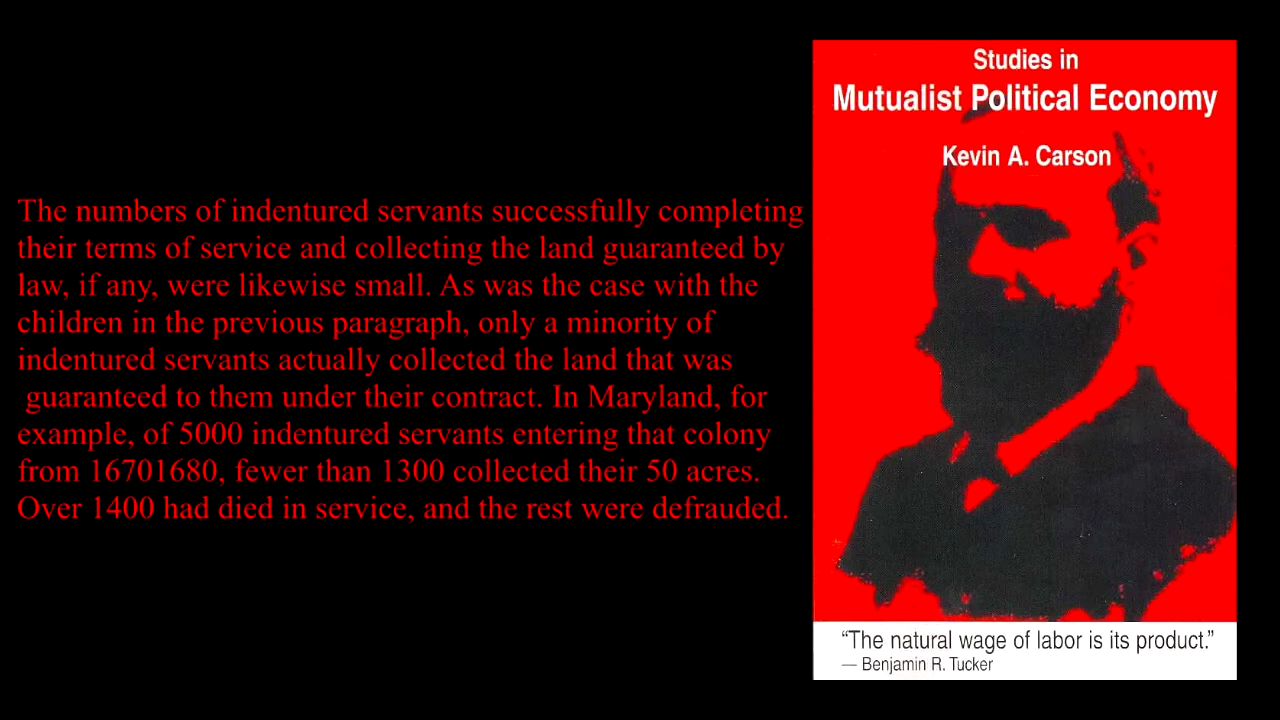 The numbers of indentured servants successfully completing
their terms of service and collecting the land guaranteed by
law, if any, were likewise small. As was the case with the
children in the previous paragraph, only a minority of
indentured servants actually collected the land that was
guaranteed to them under their contract. In Maryland, for
example, of 5000 indentured servants entering that colony
from 16701680, fewer than 1300 collected their 50 acres.
Over 1400 had died in service, and the rest were defrauded.
Studies in
Mutualist Political Economy
Kevin A. Carson
“The natural wage of labor is its product.”
— Benjamin R. Tucker